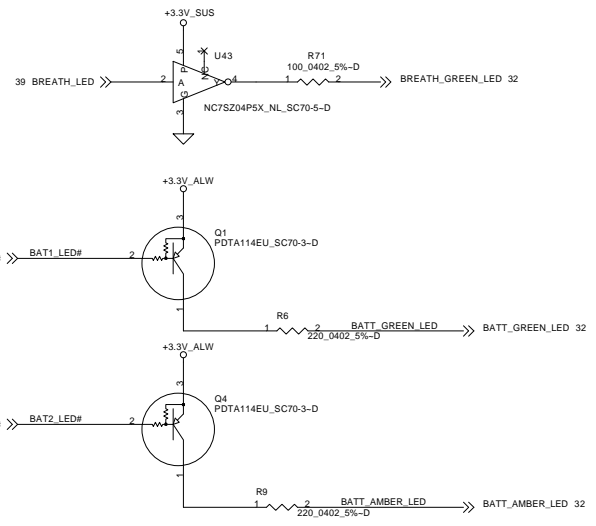 +3.3V_SUS
5
1
U43
R71
100_0402_5%~D
P
NC
39 BREATH_LED
2
A
Y
4
1
2
BREATH_GREEN_LED 32
G
3
NC7SZ04P5X_NL_SC70-5~D
+3.3V_ALW
3
Q1
PDTA114EU_SC70-3~D
BAT1_LED#
2
1
R6
1
2
BATT_GREEN_LED
BATT_GREEN_LED 32
220_0402_5%~D
+3.3V_ALW
3
Q4
PDTA114EU_SC70-3~D
BAT2_LED#
2
1
R9
1
2
BATT_AMBER_LED
BATT_AMBER_LED 32
220_0402_5%~D